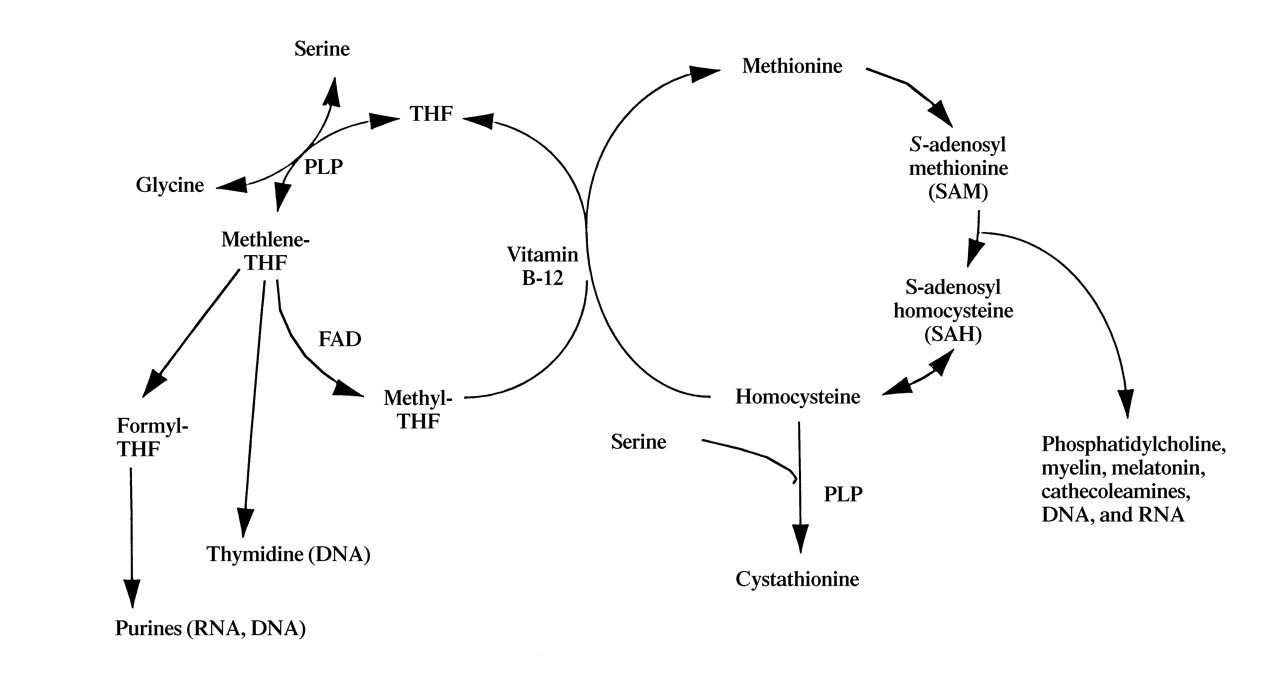 Serine
THF
PLP
Glycine
Methlene-
THF
FAD
Methyl-
THF
Formyl-
THF
Thymidine (DNA)
Purines (RNA, DNA)
Vitamin
B-12
Methionine
S-adenosyl
methionine
(SAM)
S-adenosyl
homocysteine
(SAH)
Homocysteine
Serine
PLP
Cystathionine
Phosphatidylcholine,
myelin, melatonin,
cathecoleamines,
DNA, and RNA